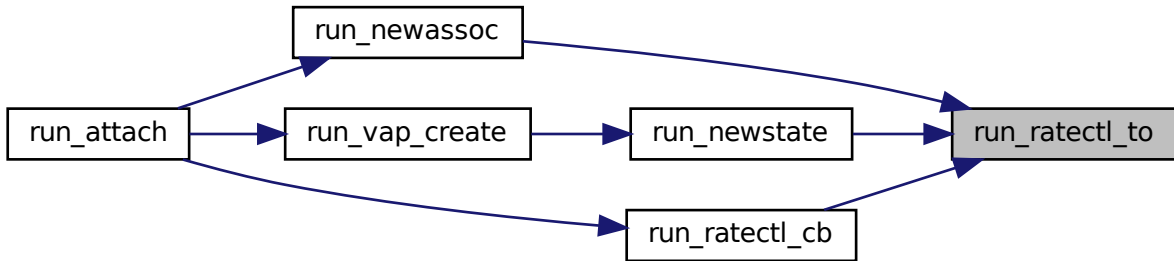 run_newassoc
run_attach
run_vap_create
run_newstate
run_ratectl_to
run_ratectl_cb